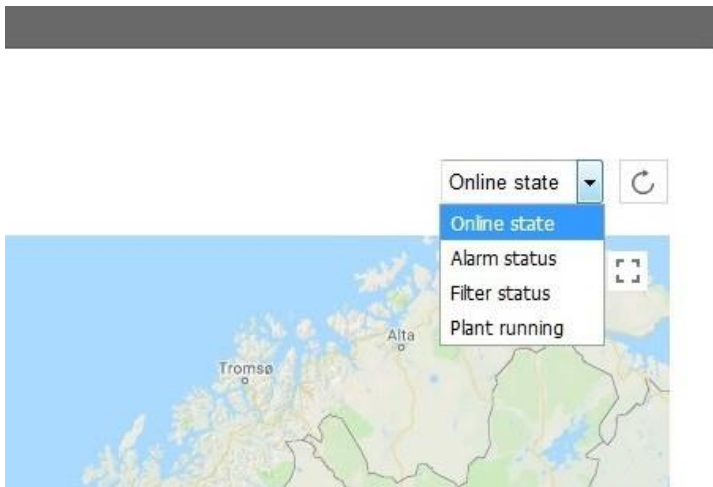 Online state
Online state
Alarm status
Filter status
Plant running
Alta
Tromsø